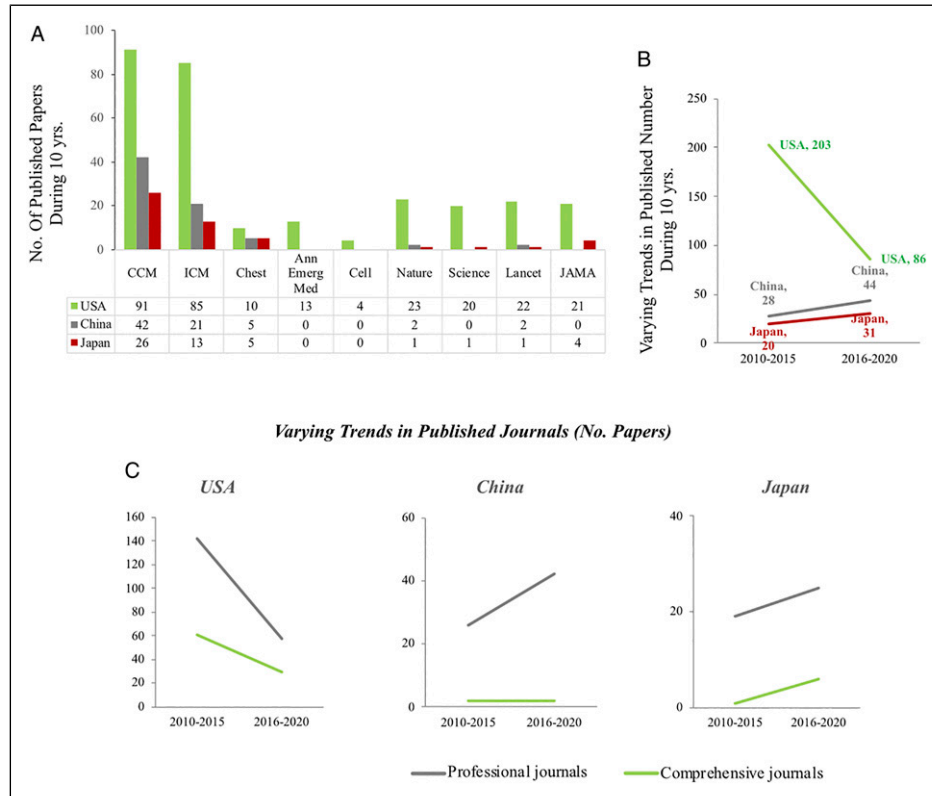 A
No. Of Published Papers
During 10 yrs.
100
80
60
40
20
0
CCM ICM Chest Ann Emerg Med Cell Nature Science Lancet JAMA
USA 91 85 10 13 4 23 20 22 21
China 42 21 5 0 0 2 0 2 0
Japan 26 13 5 0 0 1 1 1 4
B
Varying Trends in Published Number
During 10 yrs.
250
200
150
100
50
0
USA, 203
USA, 86
China,
28
China,
44
Japan,
20
Japan,
31
2010-2015 2016-2020
Varying Trends in Published Journals (No. Papers)
C
USA
160
140
120
100
80
60
40
20
0
2010-2015 2016-2020
China
60
40
20
0
2010-2015 2016-2020
Japan
40
20
0
2010-2015 2016-2020
Professional journals Comprehensive journals